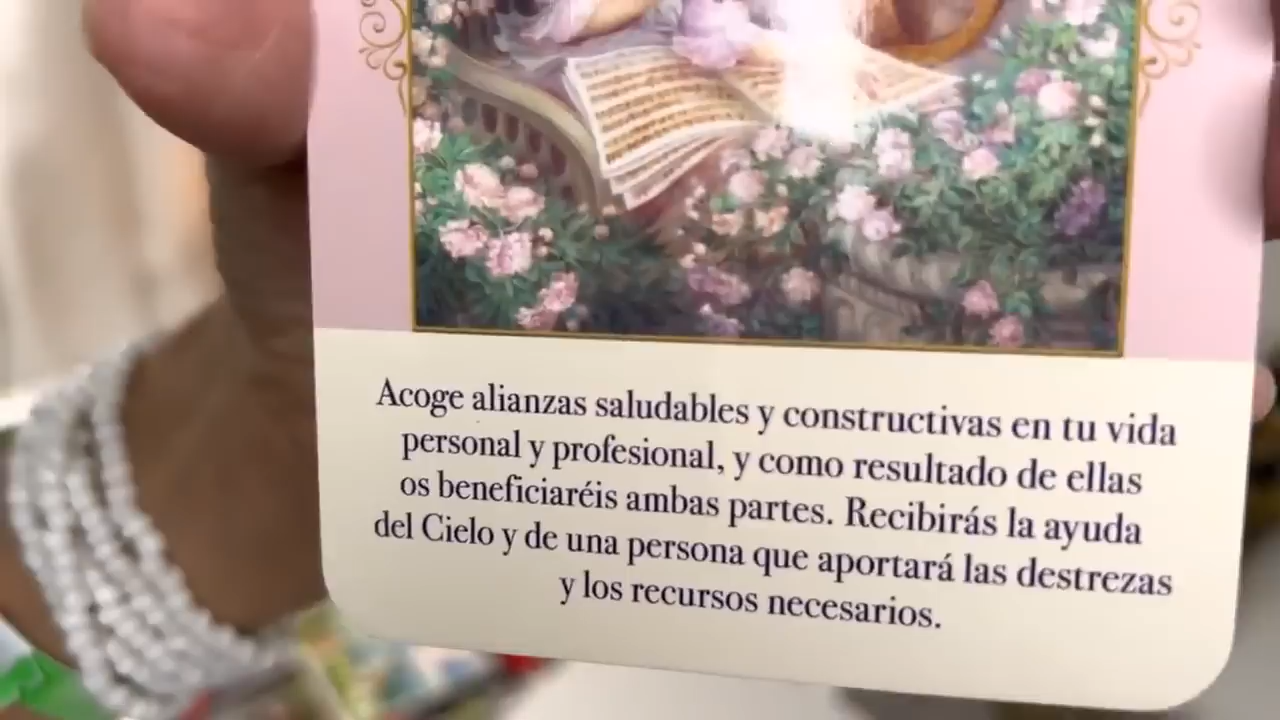 Acoge alianzas saludables y constructivas en tu vida
personal y profesional, y como resultado de ellas
os beneficiaréis ambas partes. Recibirás la ayuda
del Cielo y de una persona que aportará las destrezas
y los recursos necesarios.